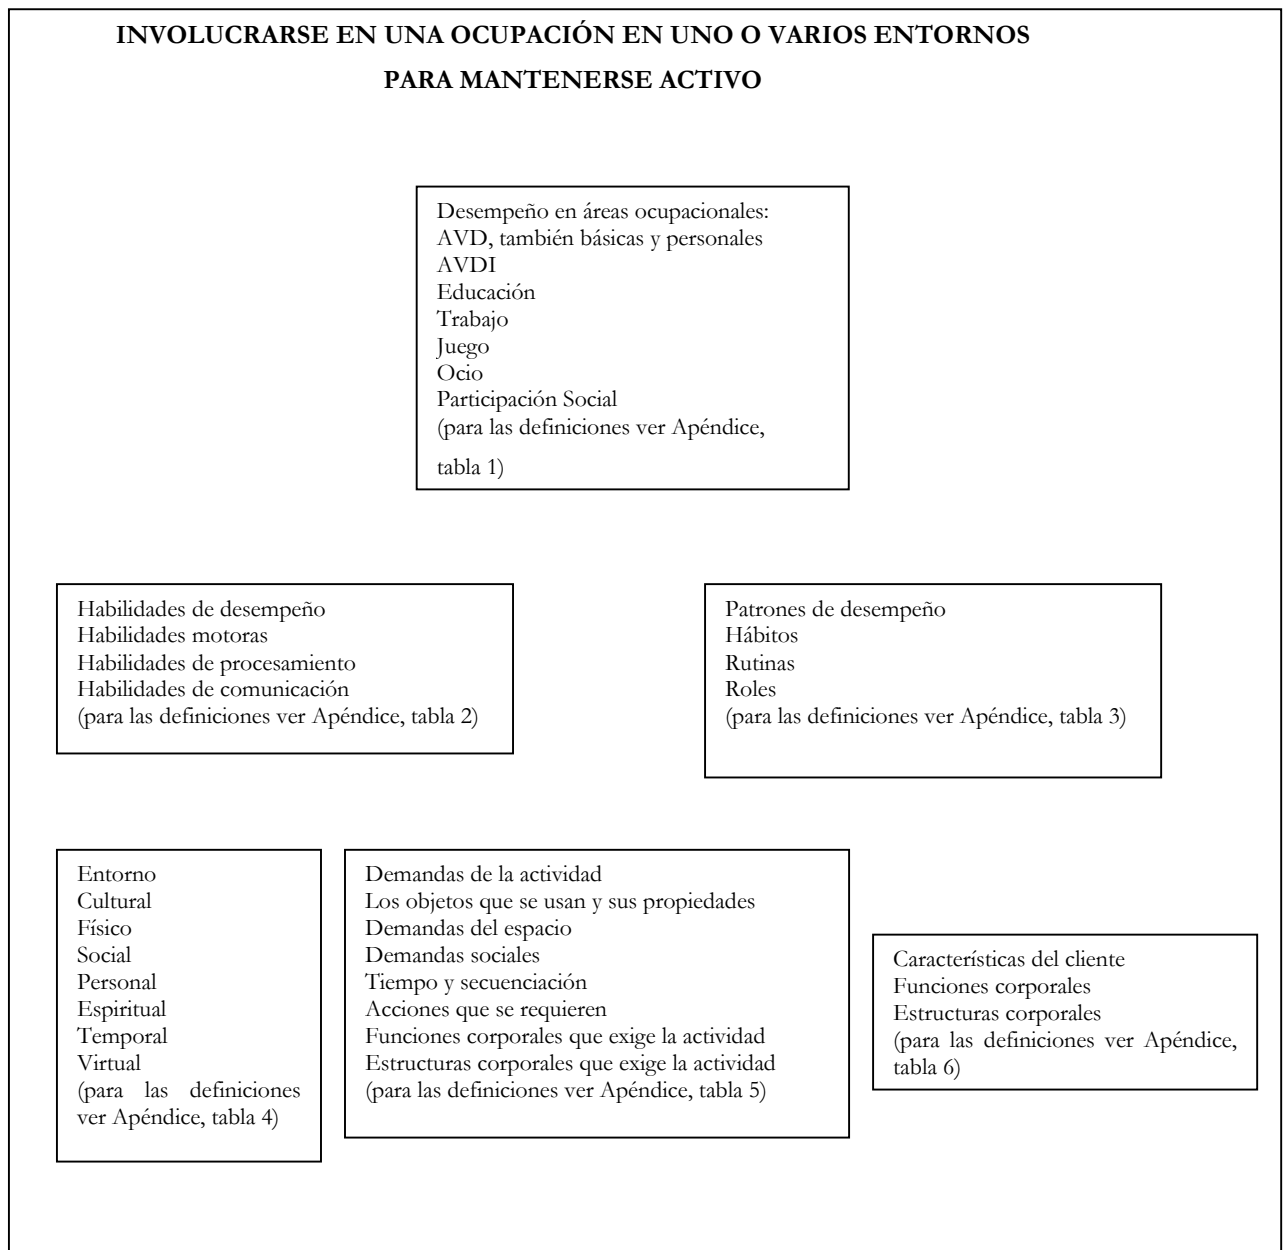 INVOLUCRARSE EN UNA OCUPACIÓN EN UNO O VARIOS ENTORNOS
PARA MANTENERSE ACTIVO
Desempeño en áreas ocupacionales:
AVD, también básicas y personales
AVDI
Educación
Trabajo
Juego
Ocio
Participación Social
(para las definiciones ver Apéndice,
tabla 1)
Habilidades de desempeño
Habilidades motoras
Habilidades de procesamiento
Habilidades de comunicación
(para las definiciones ver Apéndice, tabla 2)
Patrones de desempeño
Hábitos
Rutinas
Roles
(para las definiciones ver Apéndice, tabla 3)
Entorno
Cultural
Físico
Social
Personal
Espiritual
Temporal
Virtual
(para las definiciones
ver Apéndice, tabla 4)
Demandas de la actividad
Los objetos que se usan y sus propiedades
Demandas del espacio
Demandas sociales
Tiempo y secuenciación
Acciones que se requieren
Funciones corporales que exige la actividad
Estructuras corporales que exige la actividad
(para las definiciones ver Apéndice, tabla 5)
Características del cliente
Funciones corporales
Estructuras corporales
(para las definiciones ver Apéndice,
tabla 6)